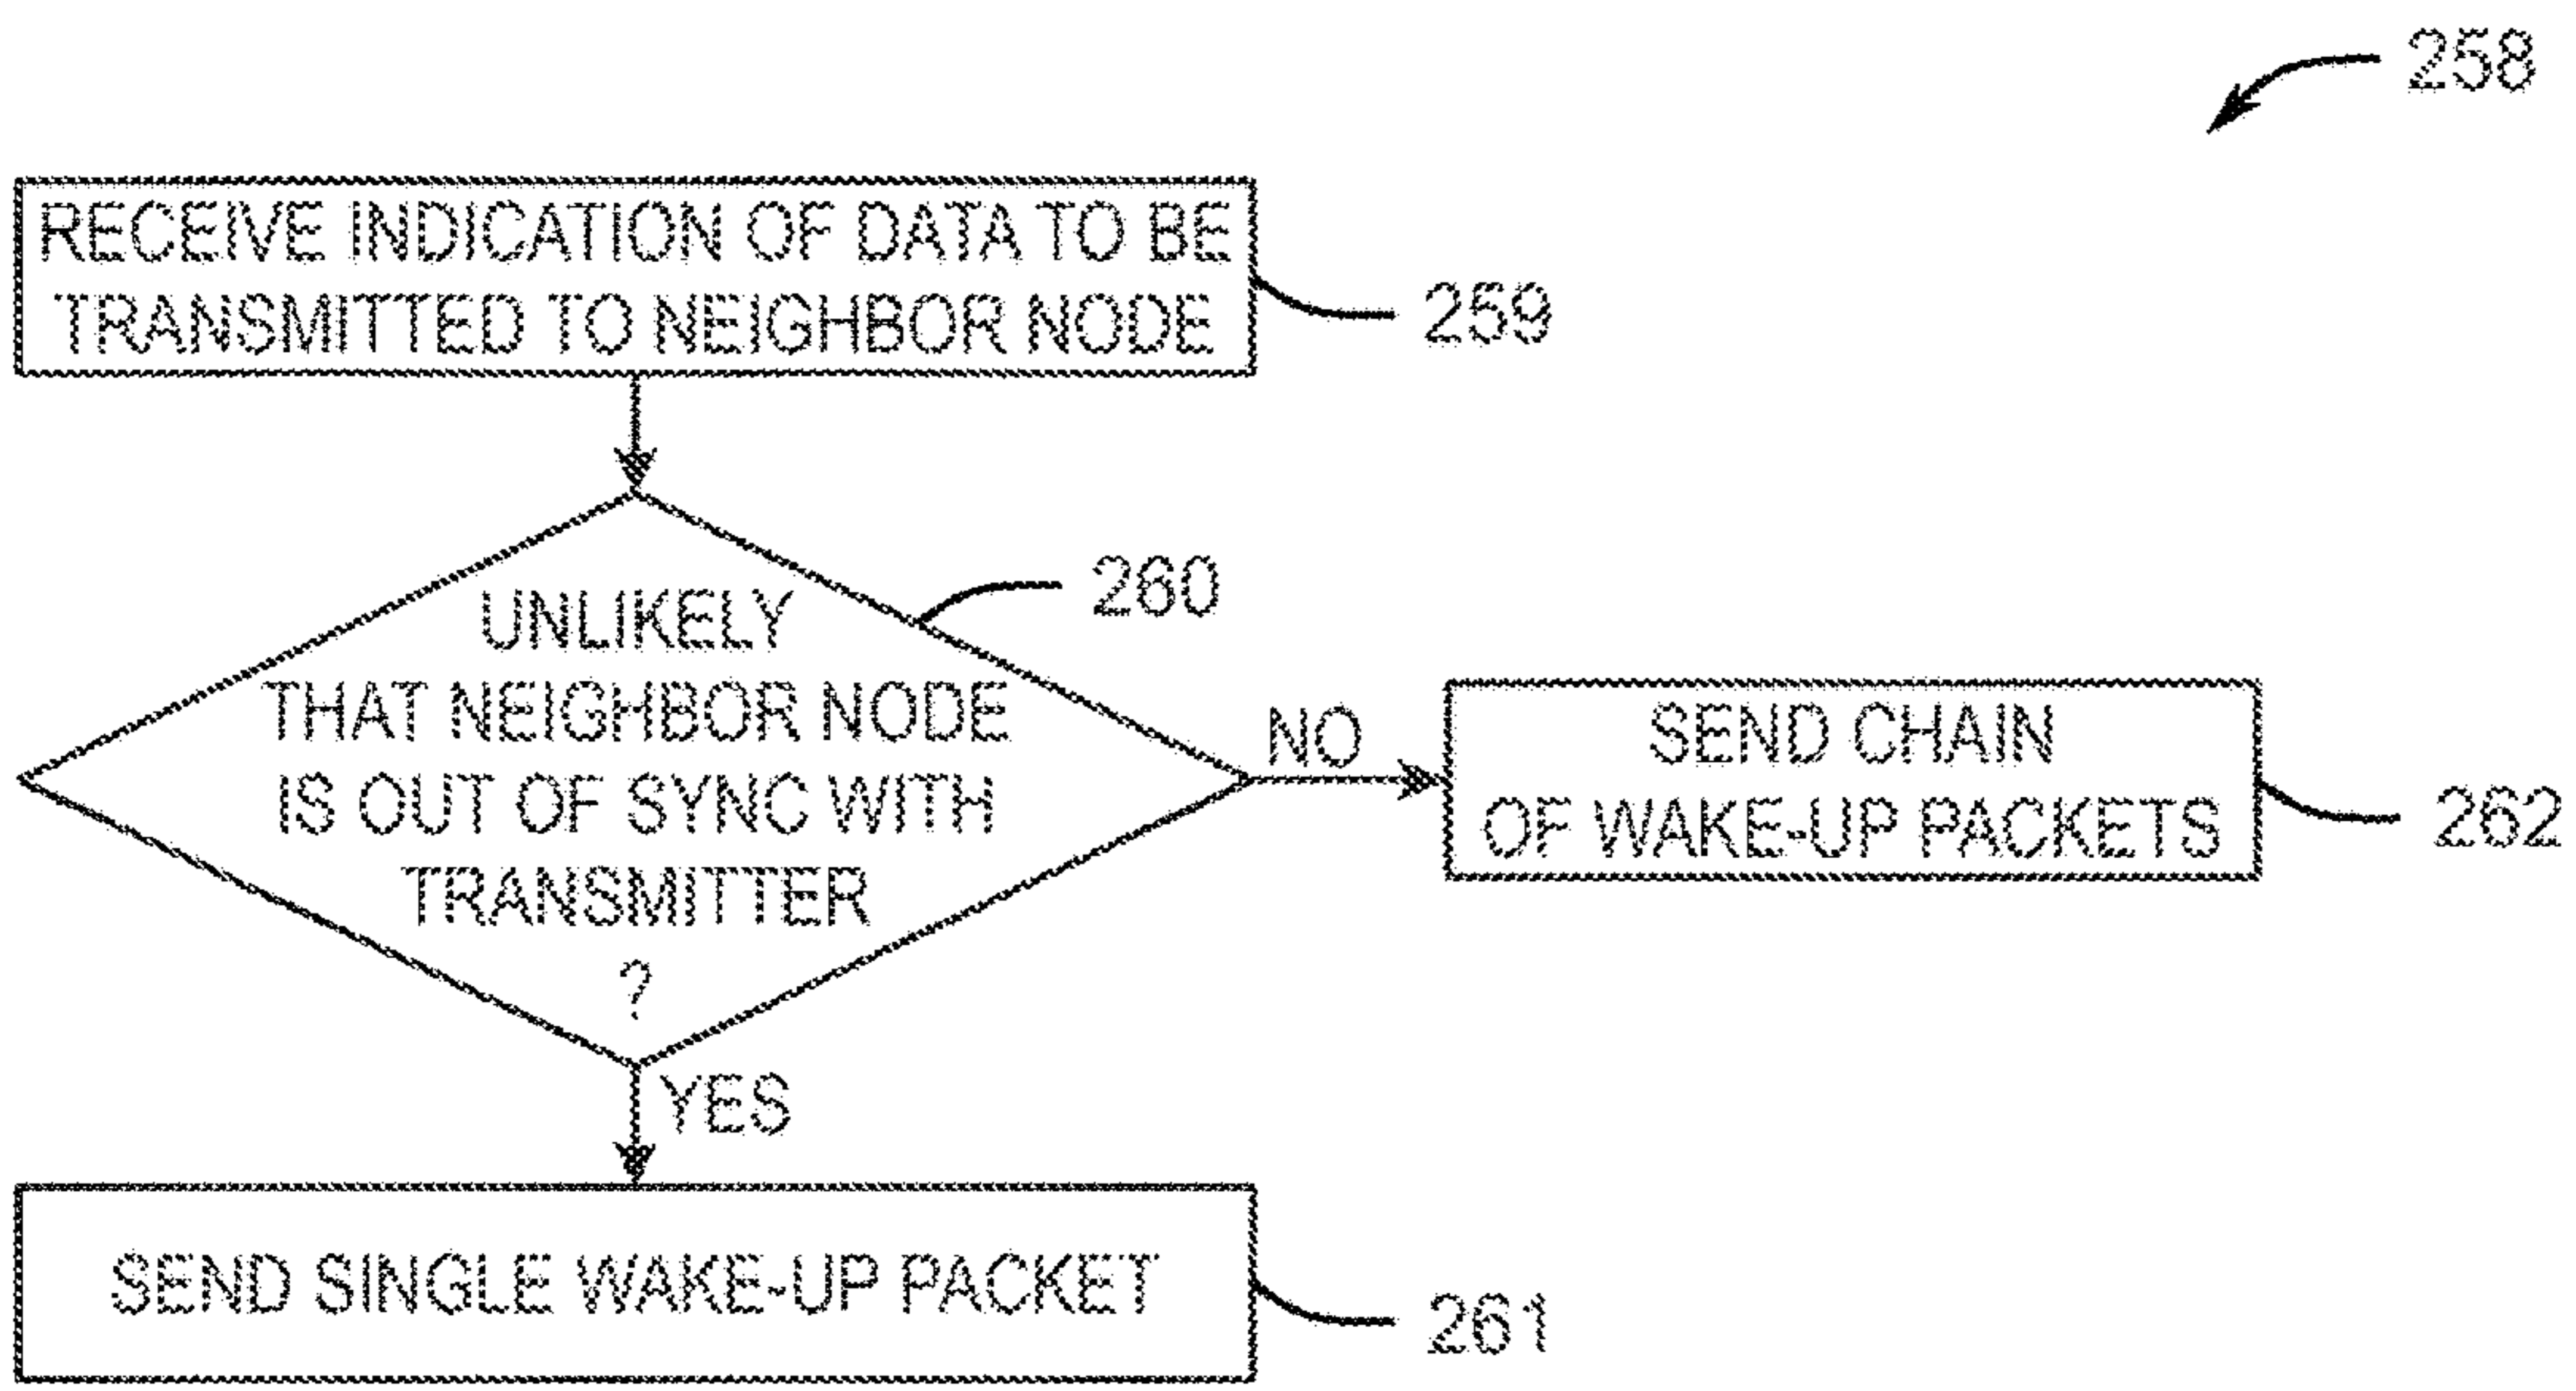 258
RECEIVE INDICATION OF DATA TO BE
TRANSMITTED TO NEIGHBOR NODE
259
260
UNLIKELY
THAT NEIGHBOR NODE
IS OUT OF SYNC WITH
TRANSMITTER
?
NO
SEND CHAIN
OF WAKE-UP PACKETS
262
YES
SEND SINGLE WAKE-UP PACKET
261